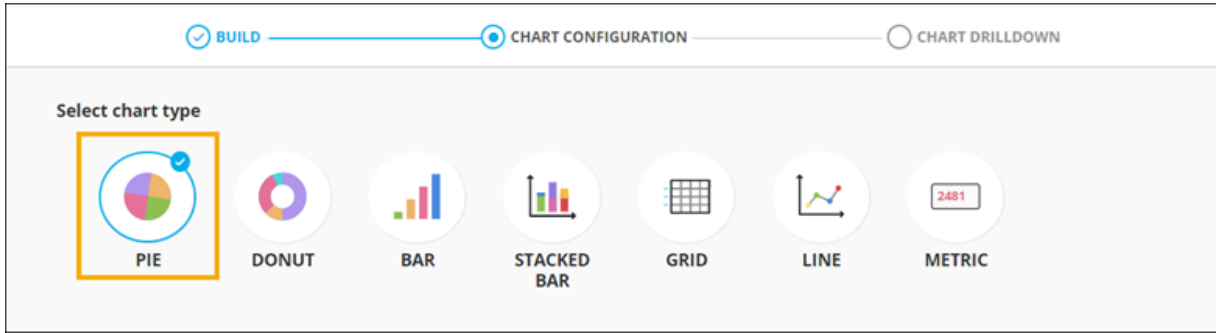 BUILD
CHART CONFIGURATION
CHART DRILLDOWN
Select chart type
2481
PIE
DONUT
BAR
STACKED
BAR
GRID
LINE
METRIC